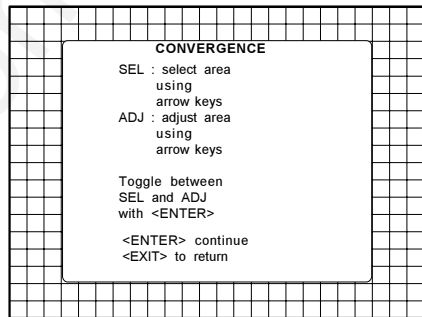 CONVERGENCE
SEL : select area
using
arrow keys
ADJ : adjust area
using
arrow keys
Toggle between
SEL and ADJ
with <ENTER>
<ENTER> continue
<EXIT> to return